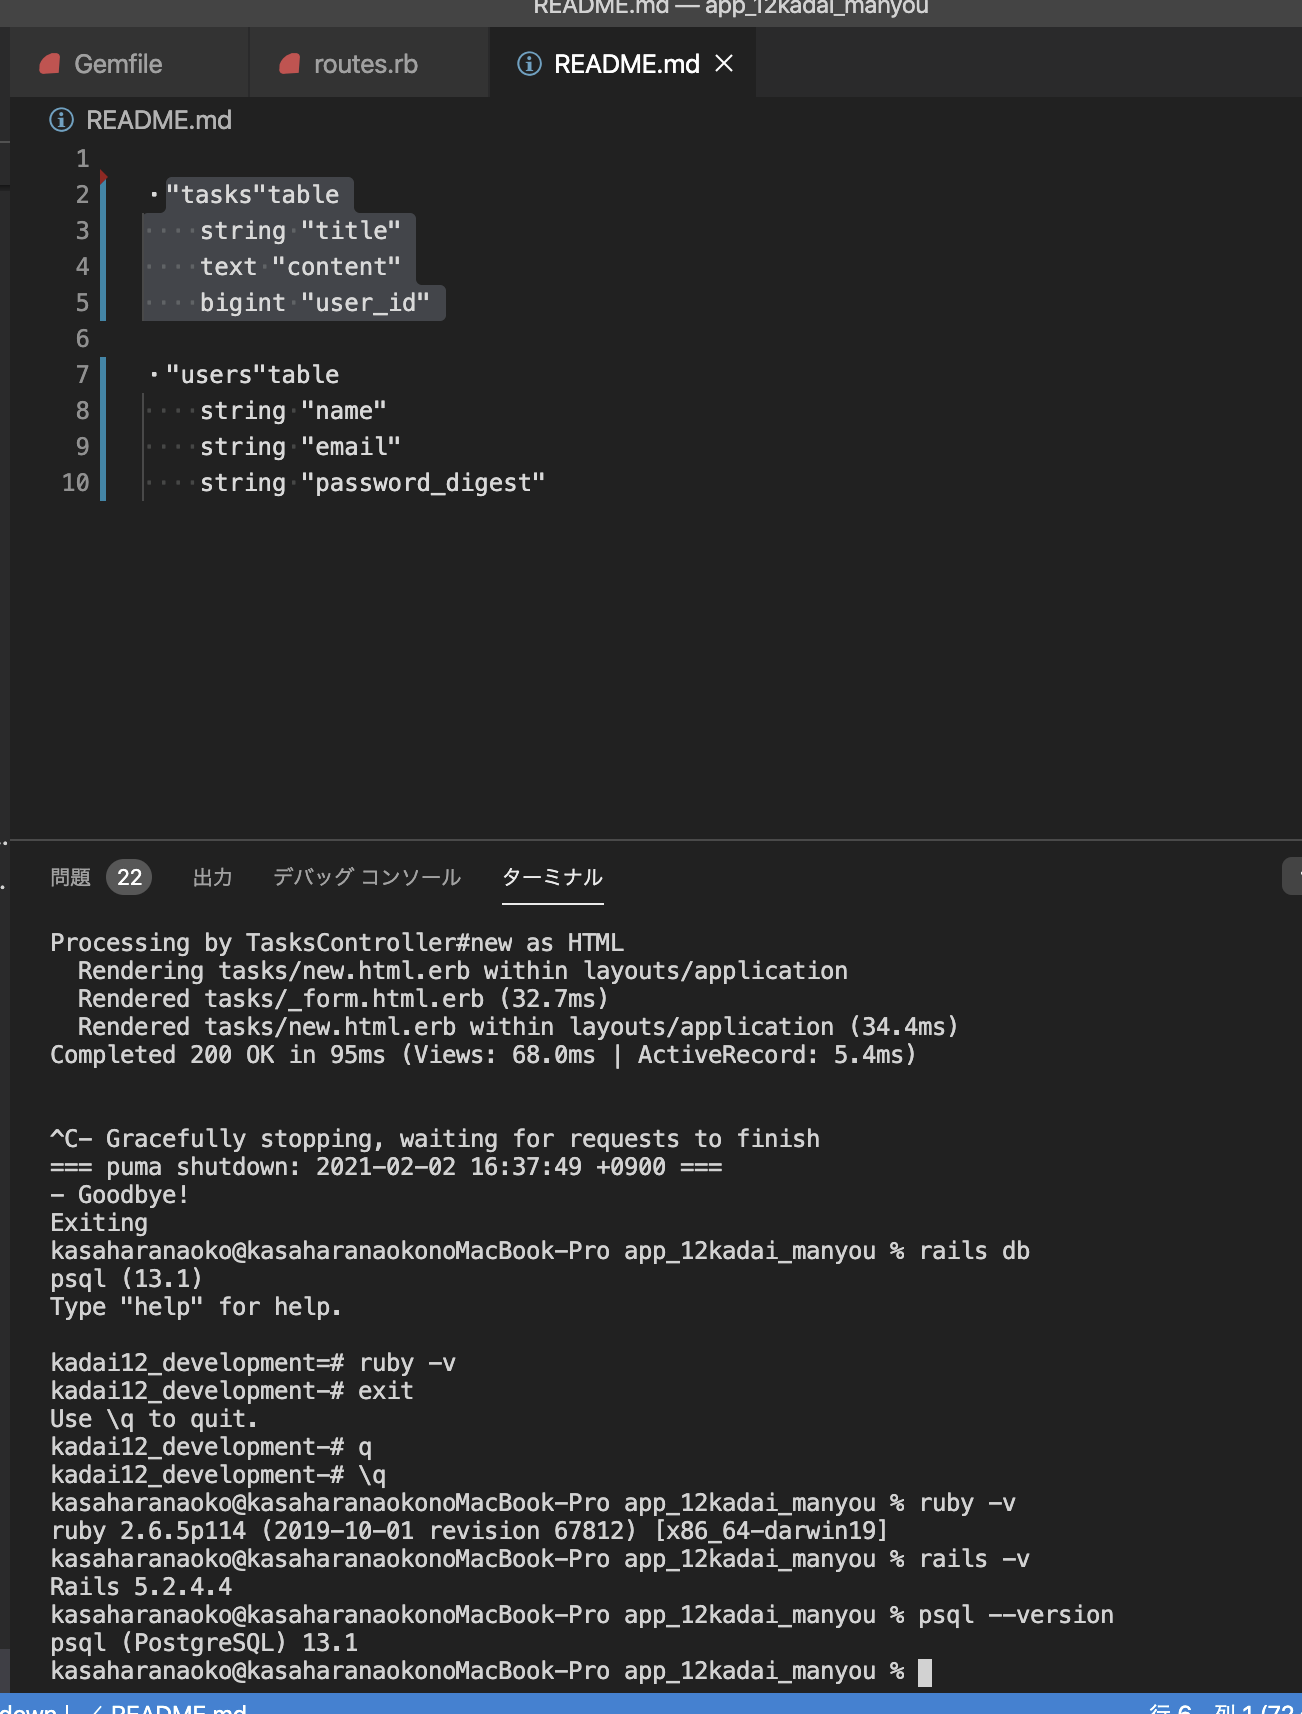 README.md — app_12kadai_manyou
Gemfile
routes.rb
README.md
README.md
1
2 ・"tasks"table
3 string "title"
4 text "content"
5 bigint "user_id"
6
7 ・"users"table
8 string "name"
9 string "email"
10 string "password_digest"
問題 22 出力 デバッグ コンソール ターミナル
Processing by TasksController#new as HTML
Rendering tasks/new.html.erb within layouts/application
Rendered tasks/_form.html.erb (32.7ms)
Rendered tasks/new.html.erb within layouts/application (34.4ms)
Completed 200 OK in 95ms (Views: 68.0ms | ActiveRecord: 5.4ms)
^C- Gracefully stopping, waiting for requests to finish
=== puma shutdown: 2021-02-02 16:37:49 +0900 ===
- Goodbye!
Exiting
kasaharanaoko@kasaharanaokonoMacBook-Pro app_12kadai_manyou % rails db
psql (13.1)
Type "help" for help.
kadai12_development=# ruby -v
kadai12_development-# exit
Use \q to quit.
kadai12_development-# q
kadai12_development-# \q
kasaharanaoko@kasaharanaokonoMacBook-Pro app_12kadai_manyou % ruby -v
ruby 2.6.5p114 (2019-10-01 revision 67812) [x86_64-darwin19]
kasaharanaoko@kasaharanaokonoMacBook-Pro app_12kadai_manyou % rails -v
Rails 5.2.4.4
kasaharanaoko@kasaharanaokonoMacBook-Pro app_12kadai_manyou % psql --version
psql (PostgreSQL) 13.1
kasaharanaoko@kasaharanaokonoMacBook-Pro app_12kadai_manyou %
README.md 行 6、列 1 (72